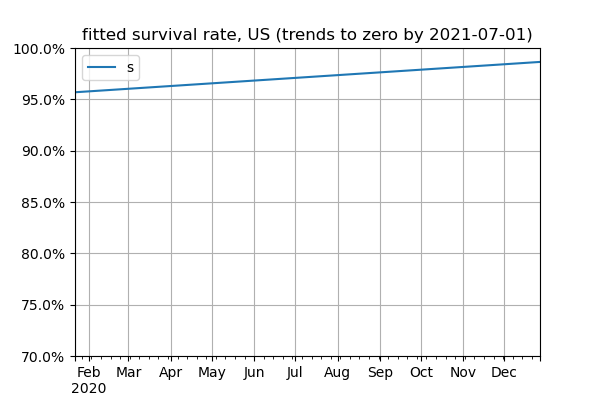 fitted survival rate, US (trends to zero by 2021-07-01)
s
100.0%
95.0%
90.0%
85.0%
80.0%
75.0%
70.0%
Feb Mar Apr May Jun Jul Aug Sep Oct Nov Dec
2020